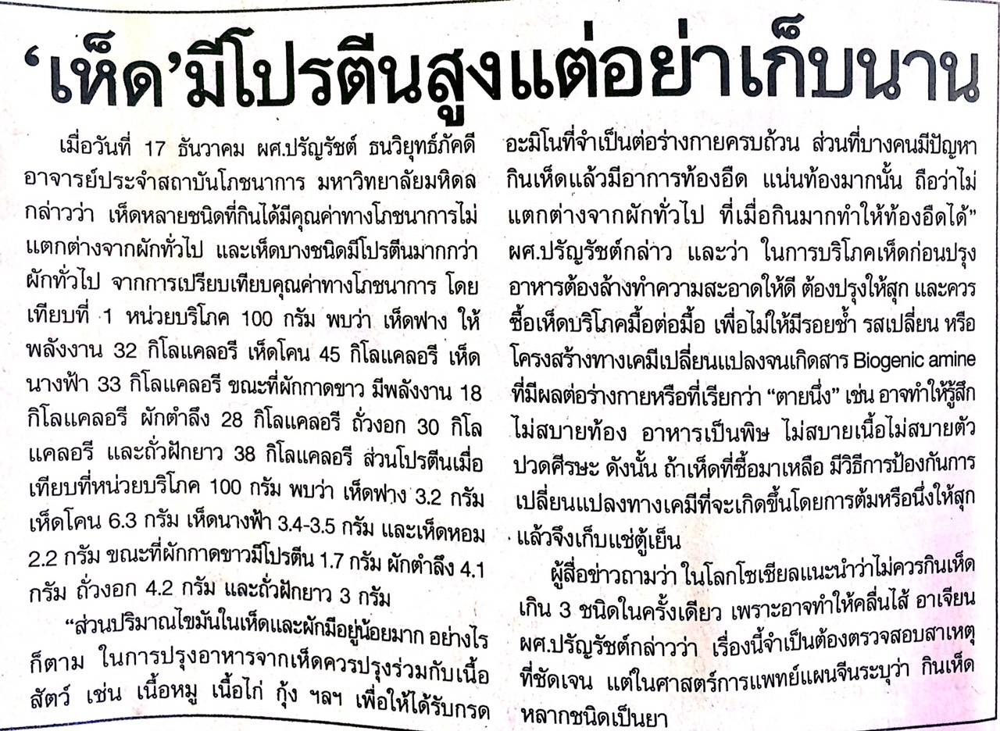 ‘เห็ด’มีโปรตีนสูงแต่อย่าเก็บนาน
เมื่อวันที่ 17 ธันวาคม ผศ.ปรัญรัชต์ ธนวิยุทธ์ภัคดี
อาจารย์ประจำสถาบันโภชนาการ มหาวิทยาลัยมหิดล
กล่าวว่า เห็ดหลายชนิดที่กินได้มีคุณค่าทางโภชนาการไม่
แตกต่างจากผักทั่วไป และเห็ดบางชนิดมีโปรตีนมากกว่า
ผักทั่วไป จากการเปรียบเทียบคุณค่าทางโภชนาการ โดย
เทียบที่ 1 หน่วยบริโภค 100 กรัม พบว่า เห็ดฟาง ให้
พลังงาน 32 กิโลแคลอรี เห็ดโคน 45 กิโลแคลอรี เห็ด
นางฟ้า 33 กิโลแคลอรี ขณะที่ผักกาดขาว มีพลังงาน 18
กิโลแคลอรี ผักตำลึง 28 กิโลแคลอรี ถั่วงอก 30 กิโล
แคลอรี และถั่วฝักยาว 38 กิโลแคลอรี ส่วนโปรตีนเมื่อ
เทียบที่หน่วยบริโภค 100 กรัม พบว่า เห็ดฟาง 3.2 กรัม
เห็ดโคน 6.3 กรัม เห็ดนางฟ้า 3.4-3.5 กรัม และเห็ดหอม
2.2 กรัม ขณะที่ผักกาดขาวมีโปรตีน 1.7 กรัม ผักตำลึง 4.1
กรัม ถั่วงอก 4.2 กรัม และถั่วฝักยาว 3 กรัม
“ส่วนปริมาณไขมันในเห็ดและผักมีอยู่น้อยมาก อย่างไร
ก็ตาม ในการปรุงอาหารจากเห็ดควรปรุงร่วมกับเนื้อ
สัตว์ เช่น เนื้อหมู เนื้อไก่ กุ้ง ฯลฯ เพื่อให้ได้รับกรด
อะมิโนที่จำเป็นต่อร่างกายครบถ้วน ส่วนที่บางคนมีปัญหา
กินเห็ดแล้วมีอาการท้องอืด แน่นท้องมากนั้น ถือว่าไม่
แตกต่างจากผักทั่วไป ที่เมื่อกินมากทำให้ท้องอืดได้”
ผศ.ปรัญรัชต์กล่าว และว่า ในการบริโภคเห็ดก่อนปรุง
อาหารต้องล้างทำความสะอาดให้ดี ต้องปรุงให้สุก และควร
ซื้อเห็ดบริโภคมื้อต่อมื้อ เพื่อไม่ให้มีรอยช้ำ รสเปลี่ยน หรือ
โครงสร้างทางเคมีเปลี่ยนแปลงจนเกิดสาร Biogenic amine
ที่มีผลต่อร่างกายหรือที่เรียกว่า “ตายนึ่ง” เช่น อาจทำให้รู้สึก
ไม่สบายท้อง อาหารเป็นพิษ ไม่สบายเนื้อไม่สบายตัว
ปวดศีรษะ ดังนั้น ถ้าเห็ดที่ซื้อมาเหลือ มีวิธีการป้องกันการ
เปลี่ยนแปลงทางเคมีที่จะเกิดขึ้นโดยการต้มหรือนึ่งให้สุก
แล้วจึงเก็บแช่ตู้เย็น
ผู้สื่อข่าวถามว่า ในโลกโซเชียลแนะนำว่าไม่ควรกินเห็ด
เกิน 3 ชนิดในครั้งเดียว เพราะอาจทำให้คลื่นไส้ อาเจียน
ผศ.ปรัญรัชต์กล่าวว่า เรื่องนี้จำเป็นต้องตรวจสอบสาเหตุ
ที่ชัดเจน แต่ในศาสตร์การแพทย์แผนจีนระบุว่า กินเห็ด
หลากชนิดเป็นยา